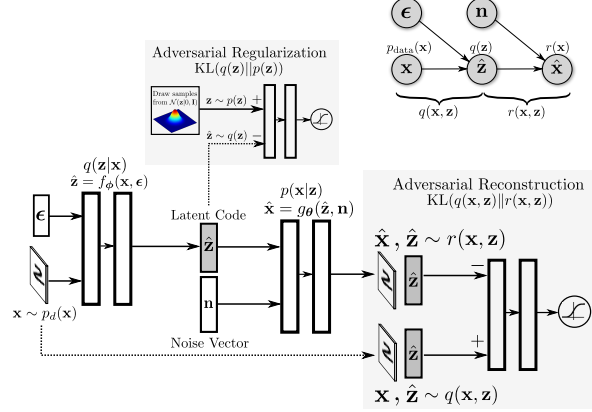 ϵ n
p_data(x) q(z) r(x)
x ẑ x̂
q(x, z) r(x, z)
Adversarial Regularization
KL(q(z)||p(z))
Draw samples
from 𝒩(z|0, I)
z ∼ p(z) +
ẑ ∼ q(z) −
q(z|x)
ẑ = f_ϕ(x, ϵ)
ϵ
x ∼ p_d(x)
Latent Code
ẑ
n
Noise Vector
p(x|z)
x̂ = g_θ(ẑ, n)
Adversarial Reconstruction
KL(q(x, z)||r(x, z))
x̂ , ẑ ∼ r(x, z)
ẑ −
ẑ +
x , ẑ ∼ q(x, z)